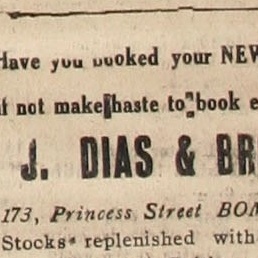 Have you booked your NEW
if not make haste to book e
J. DIAS & BR
173, Princess Street BOM
Stocks replenished with